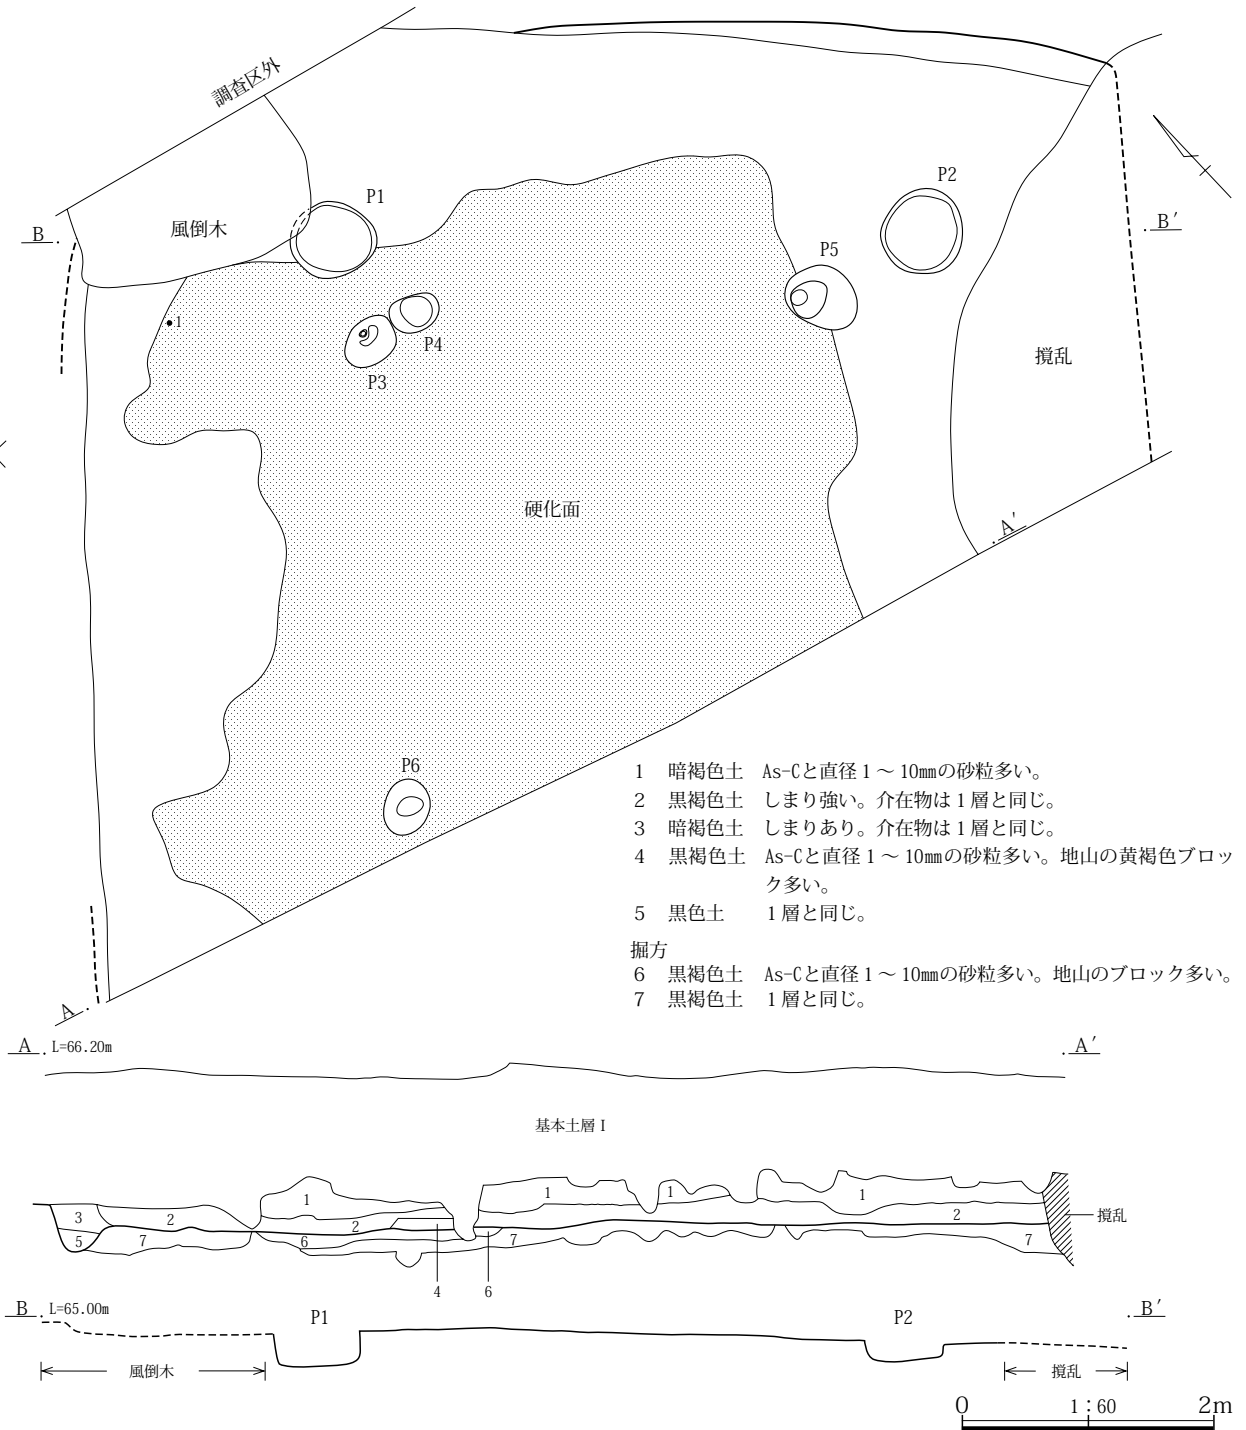 調査区外
P1
P2
B
風倒木
B′
P5
1
P4
P3
撹乱
硬化面
A'
P6
1 暗褐色土 As-Cと直径1～10mmの砂粒多い。
2 黒褐色土 しまり強い。介在物は1層と同じ。
3 暗褐色土 しまりあり。介在物は1層と同じ。
4 黒褐色土 As-Cと直径1～10mmの砂粒多い。地山の黄褐色ブロッ
ク多い。
5 黒色土 1層と同じ。
掘方
6 黒褐色土 As-Cと直径1～10mmの砂粒多い。地山のブロック多い。
7 黒褐色土 1層と同じ。
A
A L=66.20m A′
基本土層Ⅰ
1 1 1 1
3 2 2 2 撹乱
5 7 6 7 7
4 6
B L=65.00m P1 P2 B′
風倒木 撹乱
0 1：60 2m